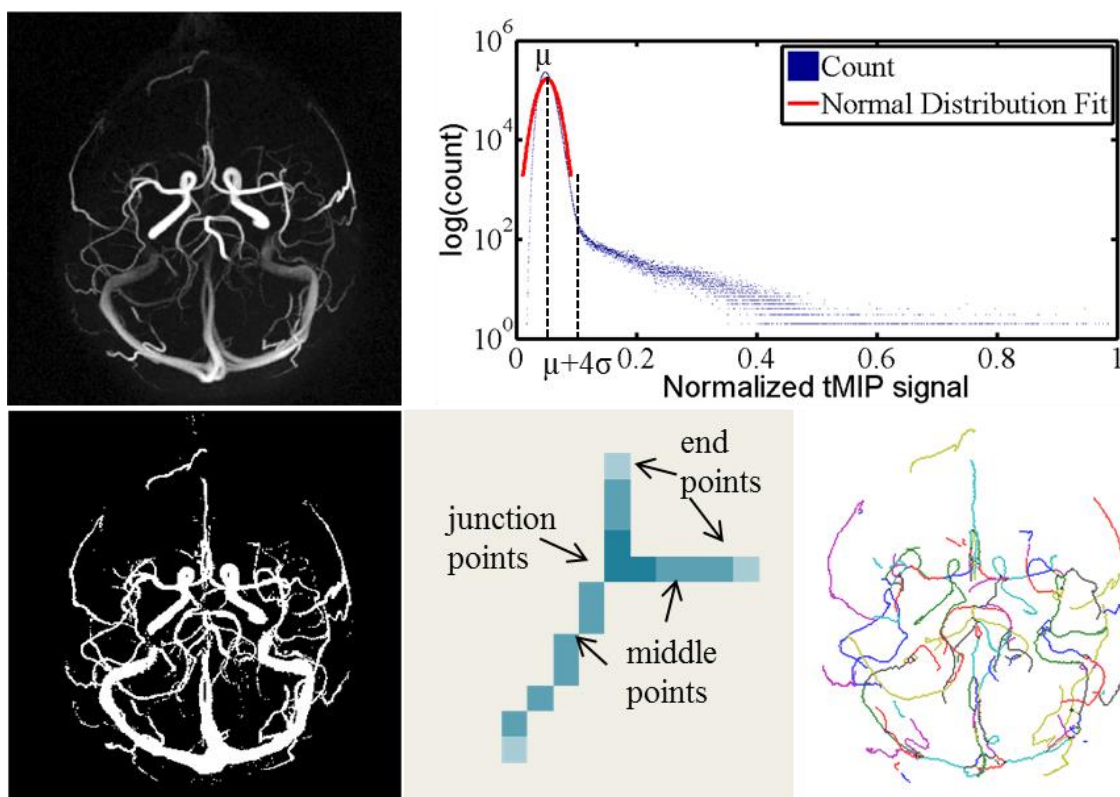 10^6
10^4
10^2
10^0
log(count)
μ
Count
Normal Distribution Fit
0
0.2
0.4
0.6
0.8
1
μ+4σ
Normalized tMIP signal
end
points
junction
points
middle
points